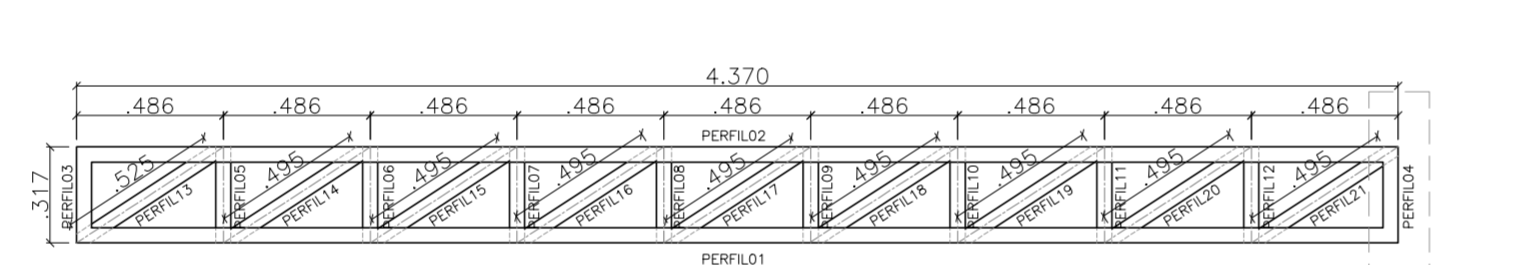 4.370
.486 .486 .486 .486 .486 .486 .486 .486 .486
PERFIL02
.317 PERFIL03 .525 PERFIL13 PERFIL05 .495 PERFIL14 PERFIL06 .495 PERFIL15 PERFIL07 .495 PERFIL16 PERFIL08 .495 PERFIL17 PERFIL09 .495 PERFIL18 PERFIL10 .495 PERFIL19 PERFIL11 .495 PERFIL20 PERFIL12 .495 PERFIL21 PERFIL04
PERFIL01